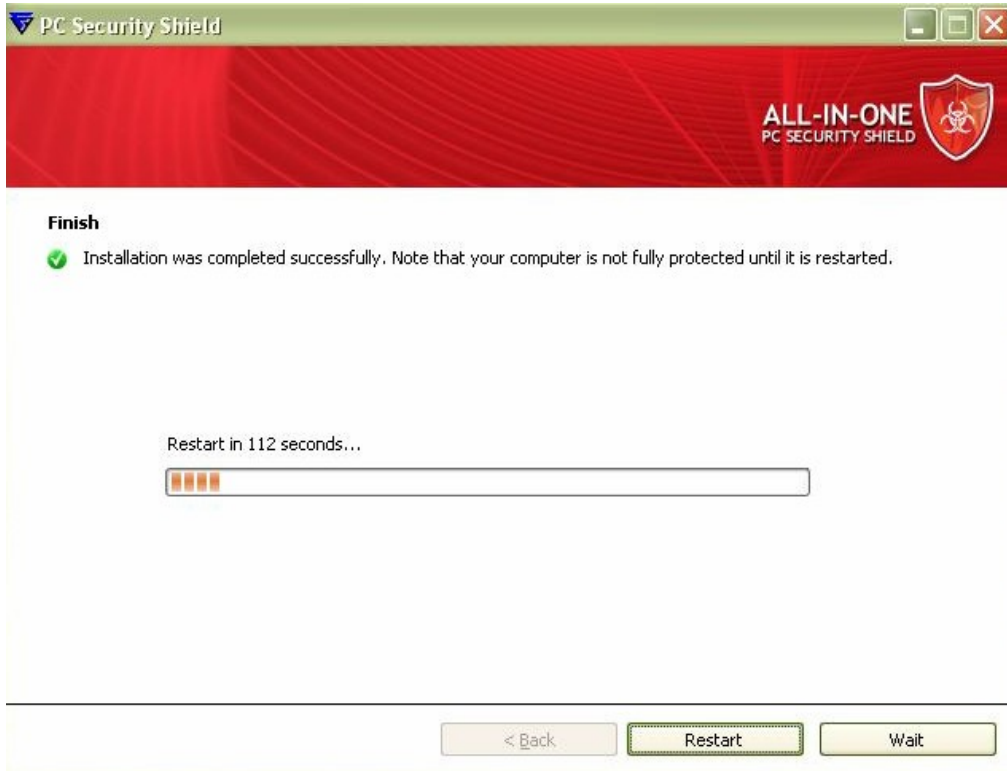 PC Security Shield
ALL-IN-ONE
PC SECURITY SHIELD
Finish
Installation was completed successfully. Note that your computer is not fully protected until it is restarted.
Restart in 112 seconds...
< Back
Restart
Wait